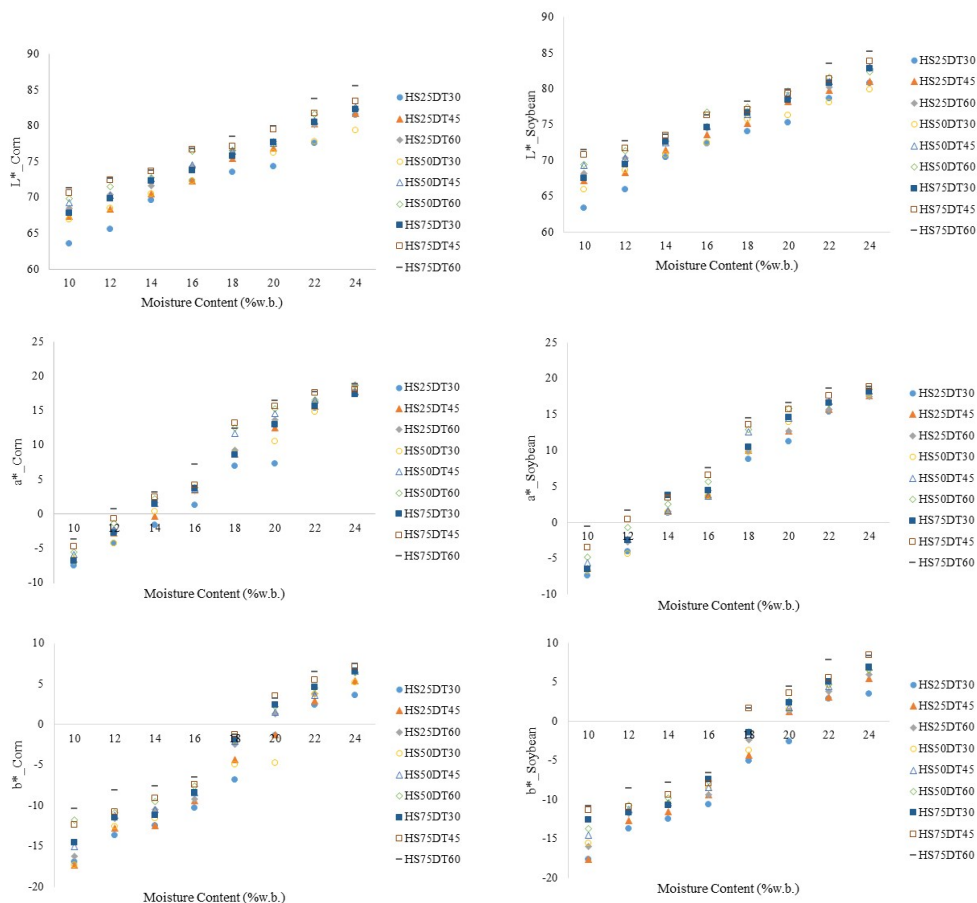 90
85
80
75
70
65
60
L*_Corn
10 12 14 16 18 20 22 24
Moisture Content (%w.b.)
HS25DT30
HS25DT45
HS25DT60
HS50DT30
HS50DT45
HS50DT60
HS75DT30
HS75DT45
HS75DT60
90
85
80
75
70
65
60
L*_Soybean
10 12 14 16 18 20 22 24
Moisture Content (%w.b.)
HS25DT30
HS25DT45
HS25DT60
HS50DT30
HS50DT45
HS50DT60
HS75DT30
HS75DT45
HS75DT60
25
20
15
10
5
0
-5
-10
a*_Corn
10 12 14 16 18 20 22 24
Moisture Content (%w.b.)
HS25DT30
HS25DT45
HS25DT60
HS50DT30
HS50DT45
HS50DT60
HS75DT30
HS75DT45
HS75DT60
25
20
15
10
5
0
-5
-10
a*_Soybean
10 12 14 16 18 20 22 24
Moisture Content (%w.b.)
HS25DT30
HS25DT45
HS25DT60
HS50DT30
HS50DT45
HS50DT60
HS75DT30
HS75DT45
HS75DT60
10
5
0
-5
-10
-15
-20
b*_Corn
10 12 14 16 18 20 22 24
Moisture Content (%w.b.)
HS25DT30
HS25DT45
HS25DT60
HS50DT30
HS50DT45
HS50DT60
HS75DT30
HS75DT45
HS75DT60
10
5
0
-5
-10
-15
-20
b*_Soybean
10 12 14 16 18 20 22 24
Moisture Content (%w.b.)
HS25DT30
HS25DT45
HS25DT60
HS50DT30
HS50DT45
HS50DT60
HS75DT30
HS75DT45
HS75DT60